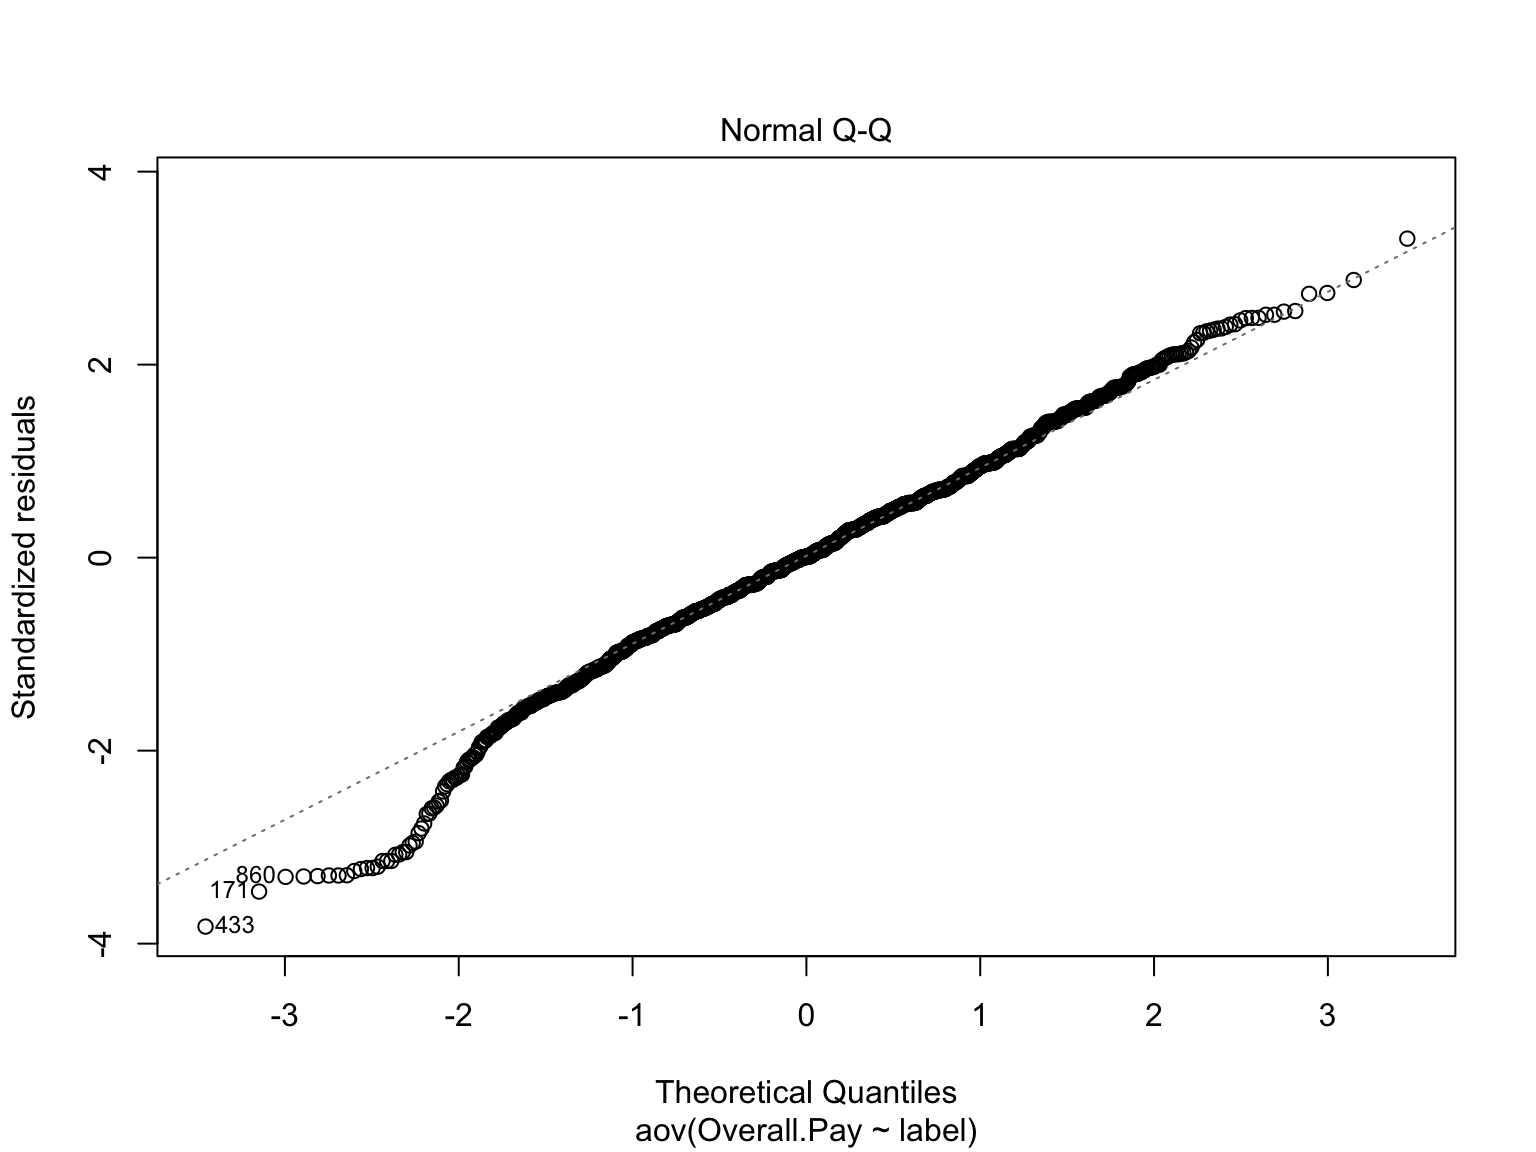 Normal Q-Q
4
2
0
-2
-4
Standardized residuals
860
171
433
-3 -2 -1 0 1 2 3
Theoretical Quantiles
aov(Overall.Pay ~ label)